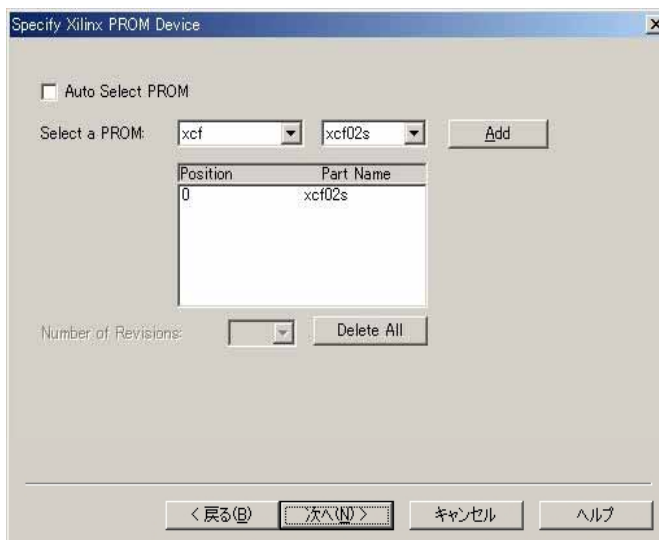 Specify Xilinx PROM Device
Auto Select PROM
Select a PROM: xcf xcf02s Add
Position Part Name
0 xcf02s
Number of Revisions: Delete All
< 戻る(B) 次へ(N) > キャンセル ヘルプ